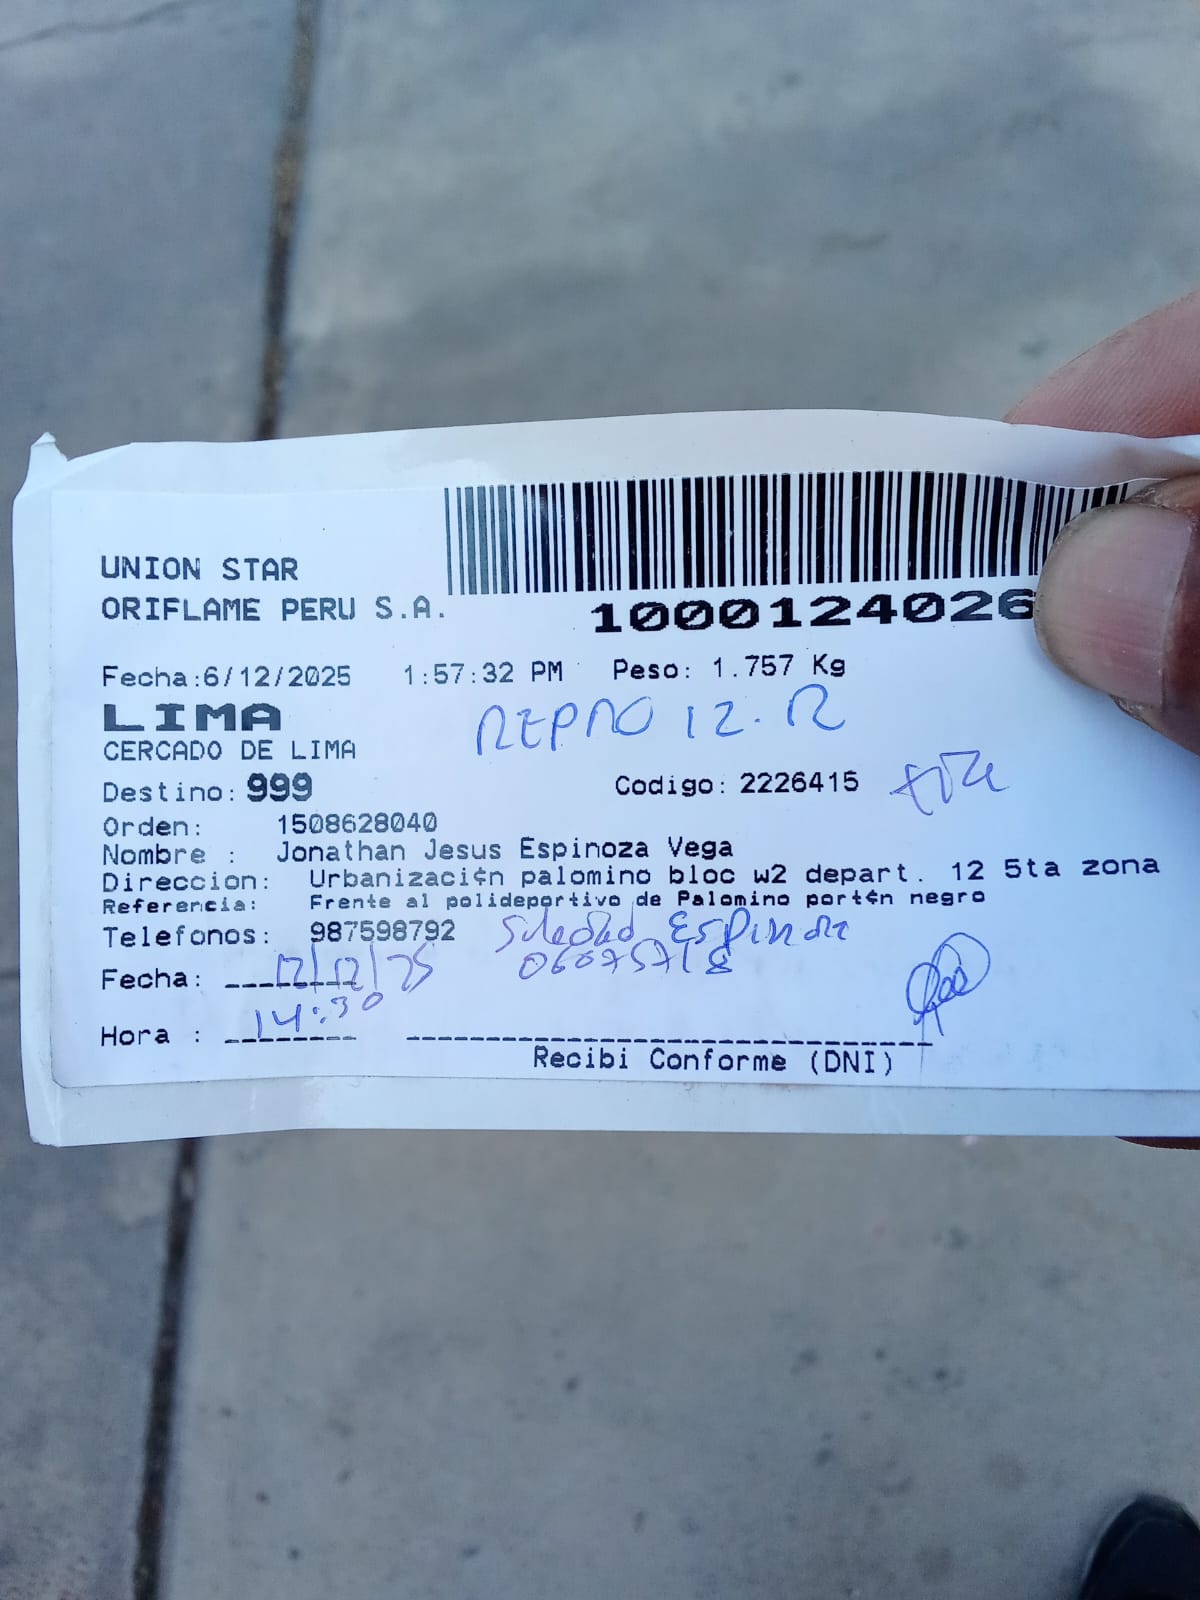 UNION STAR
ORIFLAME PERU S.A.
1000124026
Fecha:6/12/2025 1:57:32 PM Peso: 1.757 Kg
LIMA
REPRO 12.R
CERCADO DE LIMA
Destino: 999 Codigo: 2226415
Orden: 1508628040
Nombre : Jonathan Jesus Espinoza Vega
Direccion: Urbanizaci¢n palomino bloc w2 depart. 12 5ta zona
Referencia: Frente al polideportivo de Palomino port¢n negro
Telefonos: 987598792 Soledad Espinoza
06075718
Fecha: 12/12/25
Hora : 14:30
Recibi Conforme (DNI)